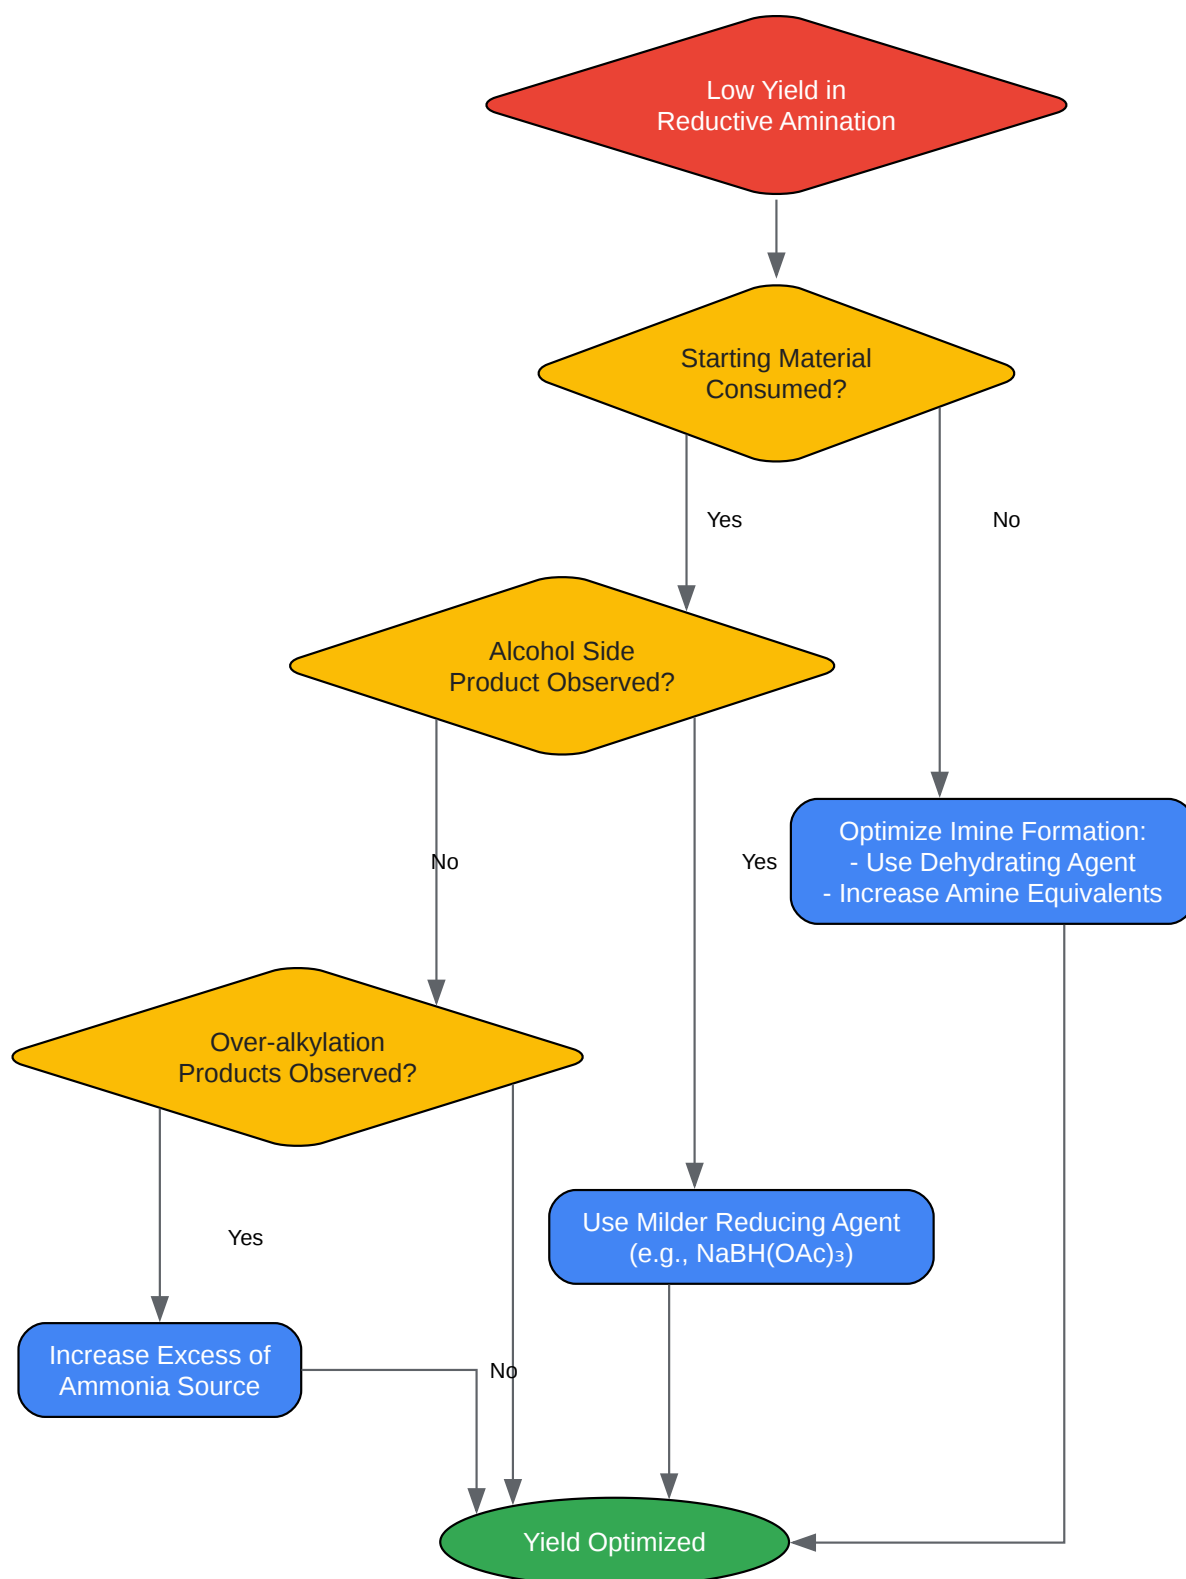 Low Yield in
Reductive Amination
Starting Material
Consumed?
Yes
No
Alcohol Side
Product Observed?
Optimize Imine Formation:
- Use Dehydrating Agent
- Increase Amine Equivalents
No
Yes
Over-alkylation
Products Observed?
Use Milder Reducing Agent
(e.g., NaBH(OAc)₃)
Yes
Increase Excess of
Ammonia Source
No
Yield Optimized